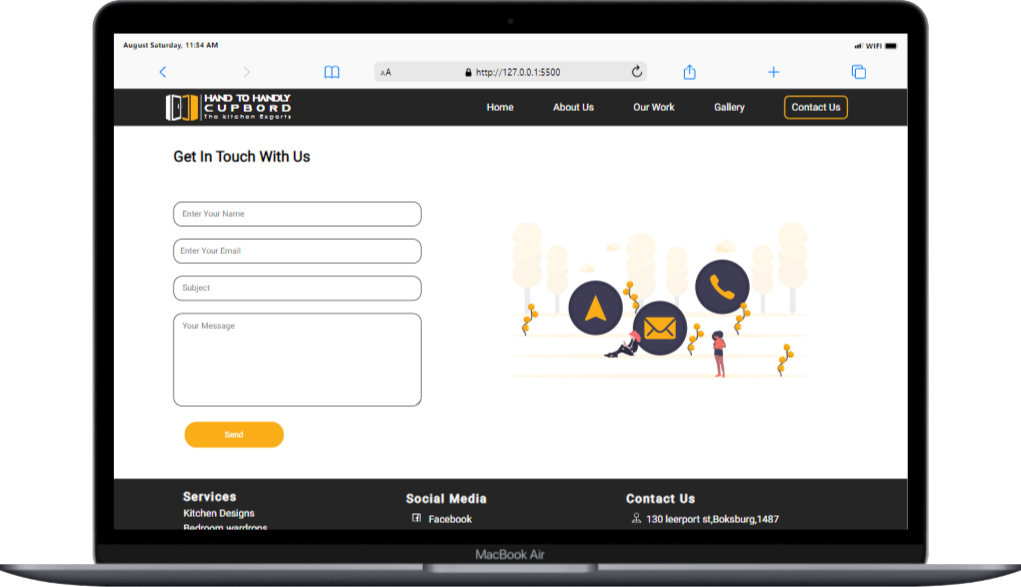 August Saturday, 11:54 AM
WIFI
AA
http://127.0.0.1:5500
HAND TO HANDLY
CUPBORD
The kitchen Experts
Home
About Us
Our Work
Gallery
Contact Us
Get In Touch With Us
Enter Your Name
Enter Your Email
Subject
Your Message
Send
Services
Kitchen Designs
Bedroom wardrops
Social Media
Facebook
Contact Us
130 leerport st,Boksburg,1487
MacBook Air